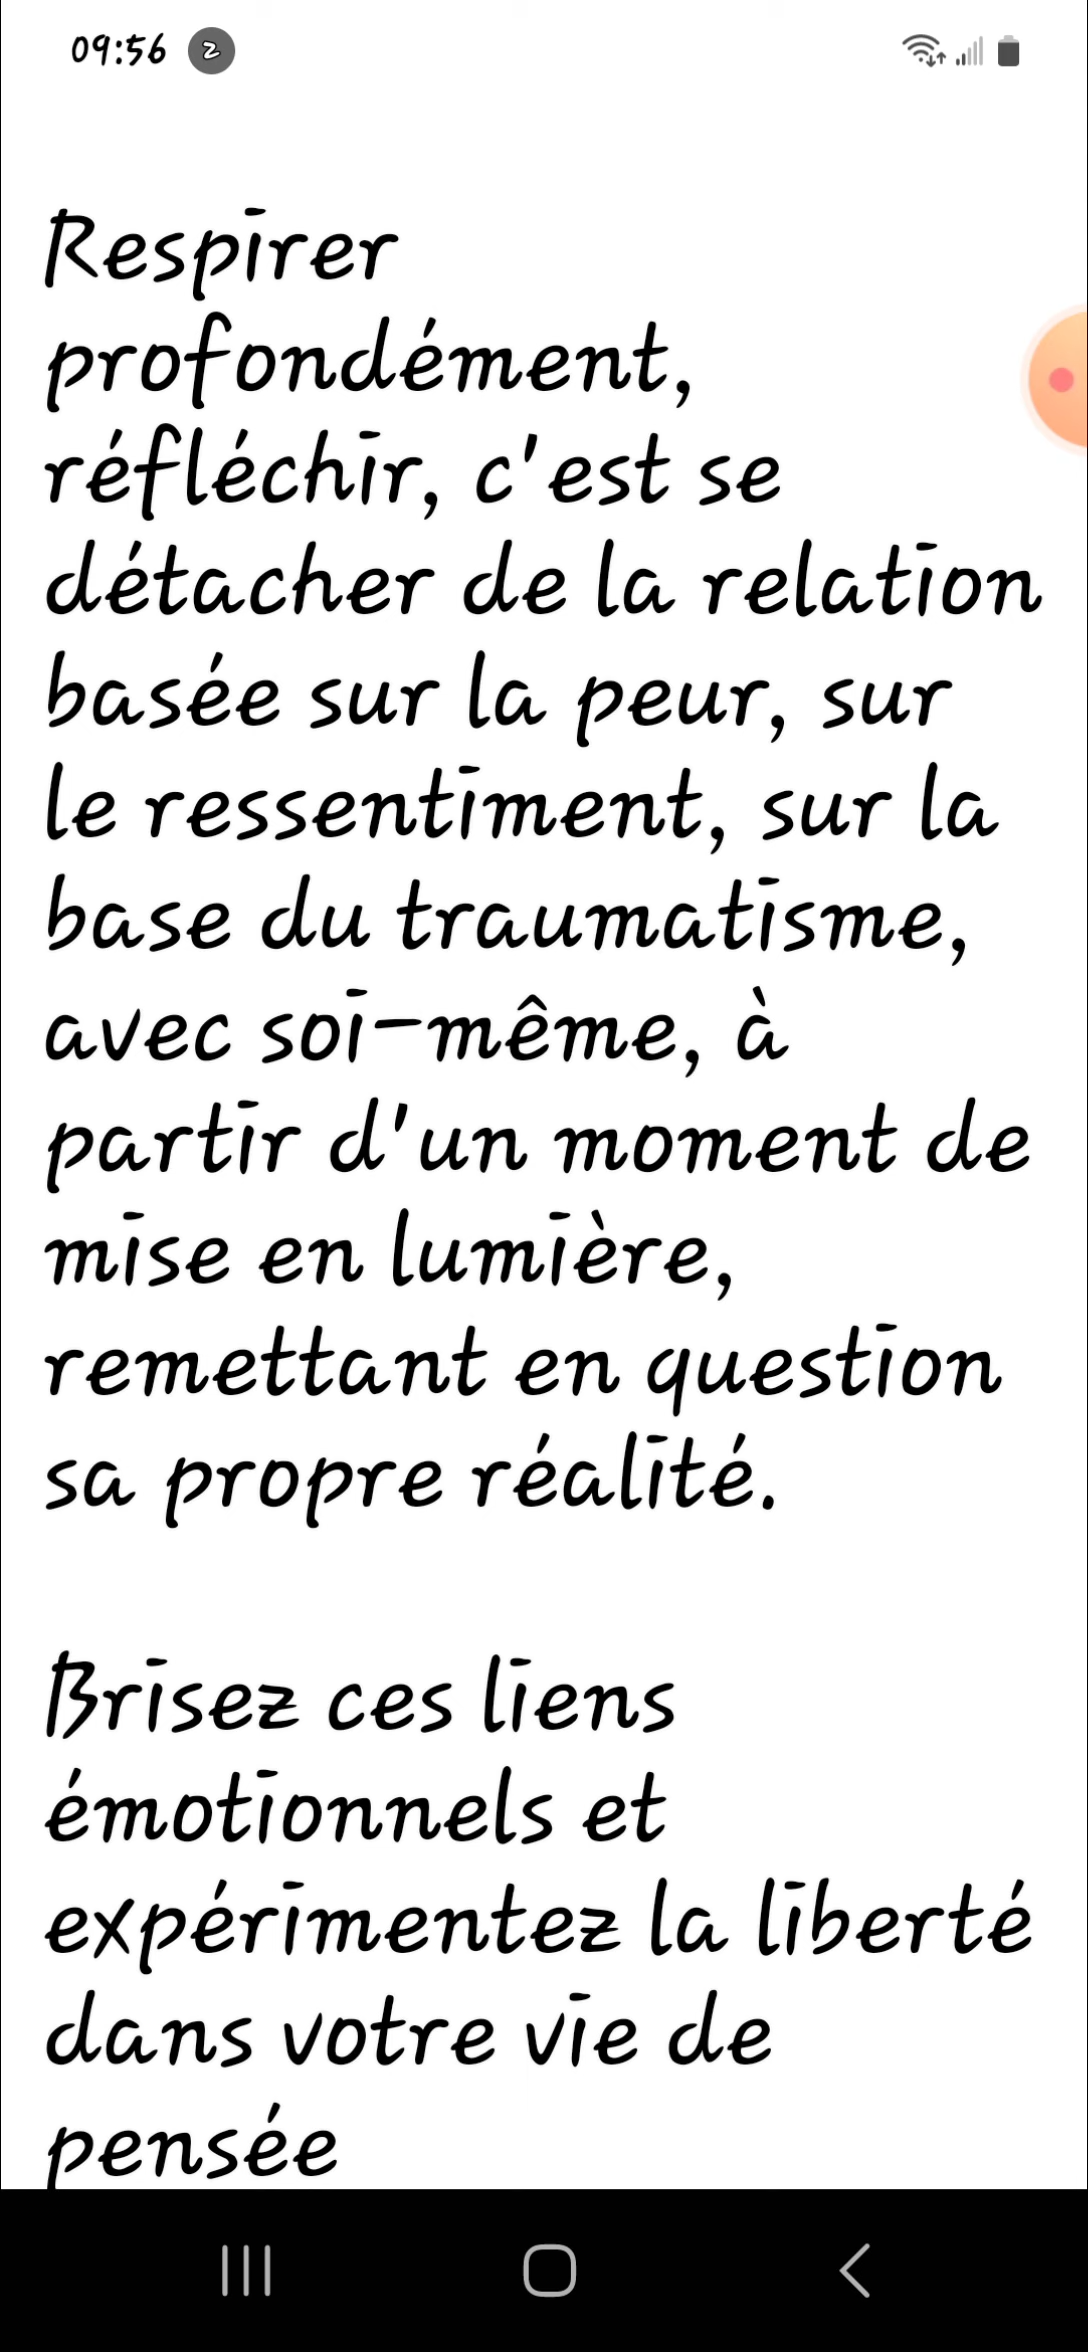 09:56 2
Respirer
profondément,
réfléchir, c'est se
détacher de la relation
basée sur la peur, sur
le ressentiment, sur la
base du traumatisme,
avec soi-même, à
partir d'un moment de
mise en lumière,
remettant en question
sa propre réalité.
Brisez ces liens
émotionnels et
expérimentez la liberté
dans votre vie de
pensée